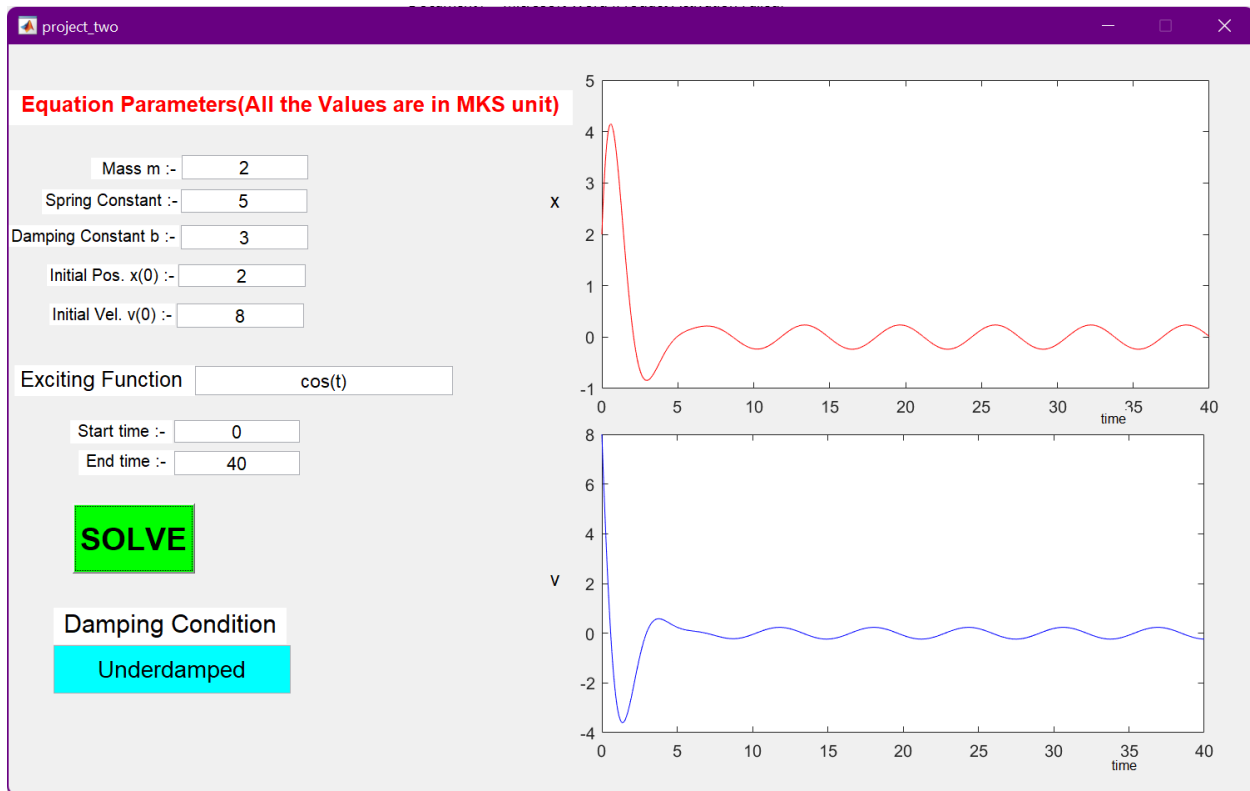 project_two
Equation Parameters(All the Values are in MKS unit)
Mass m :- 2
Spring Constant :- 5
Damping Constant b :- 3
Initial Pos. x(0) :- 2
Initial Vel. v(0) :- 8
Exciting Function cos(t)
Start time :- 0
End time :- 40
SOLVE
Damping Condition
Underdamped
5
4
3
x
2
1
0
-1
0 5 10 15 20 25 30 35 40
time
8
6
4
v
2
0
-2
-4
0 5 10 15 20 25 30 35 40
time